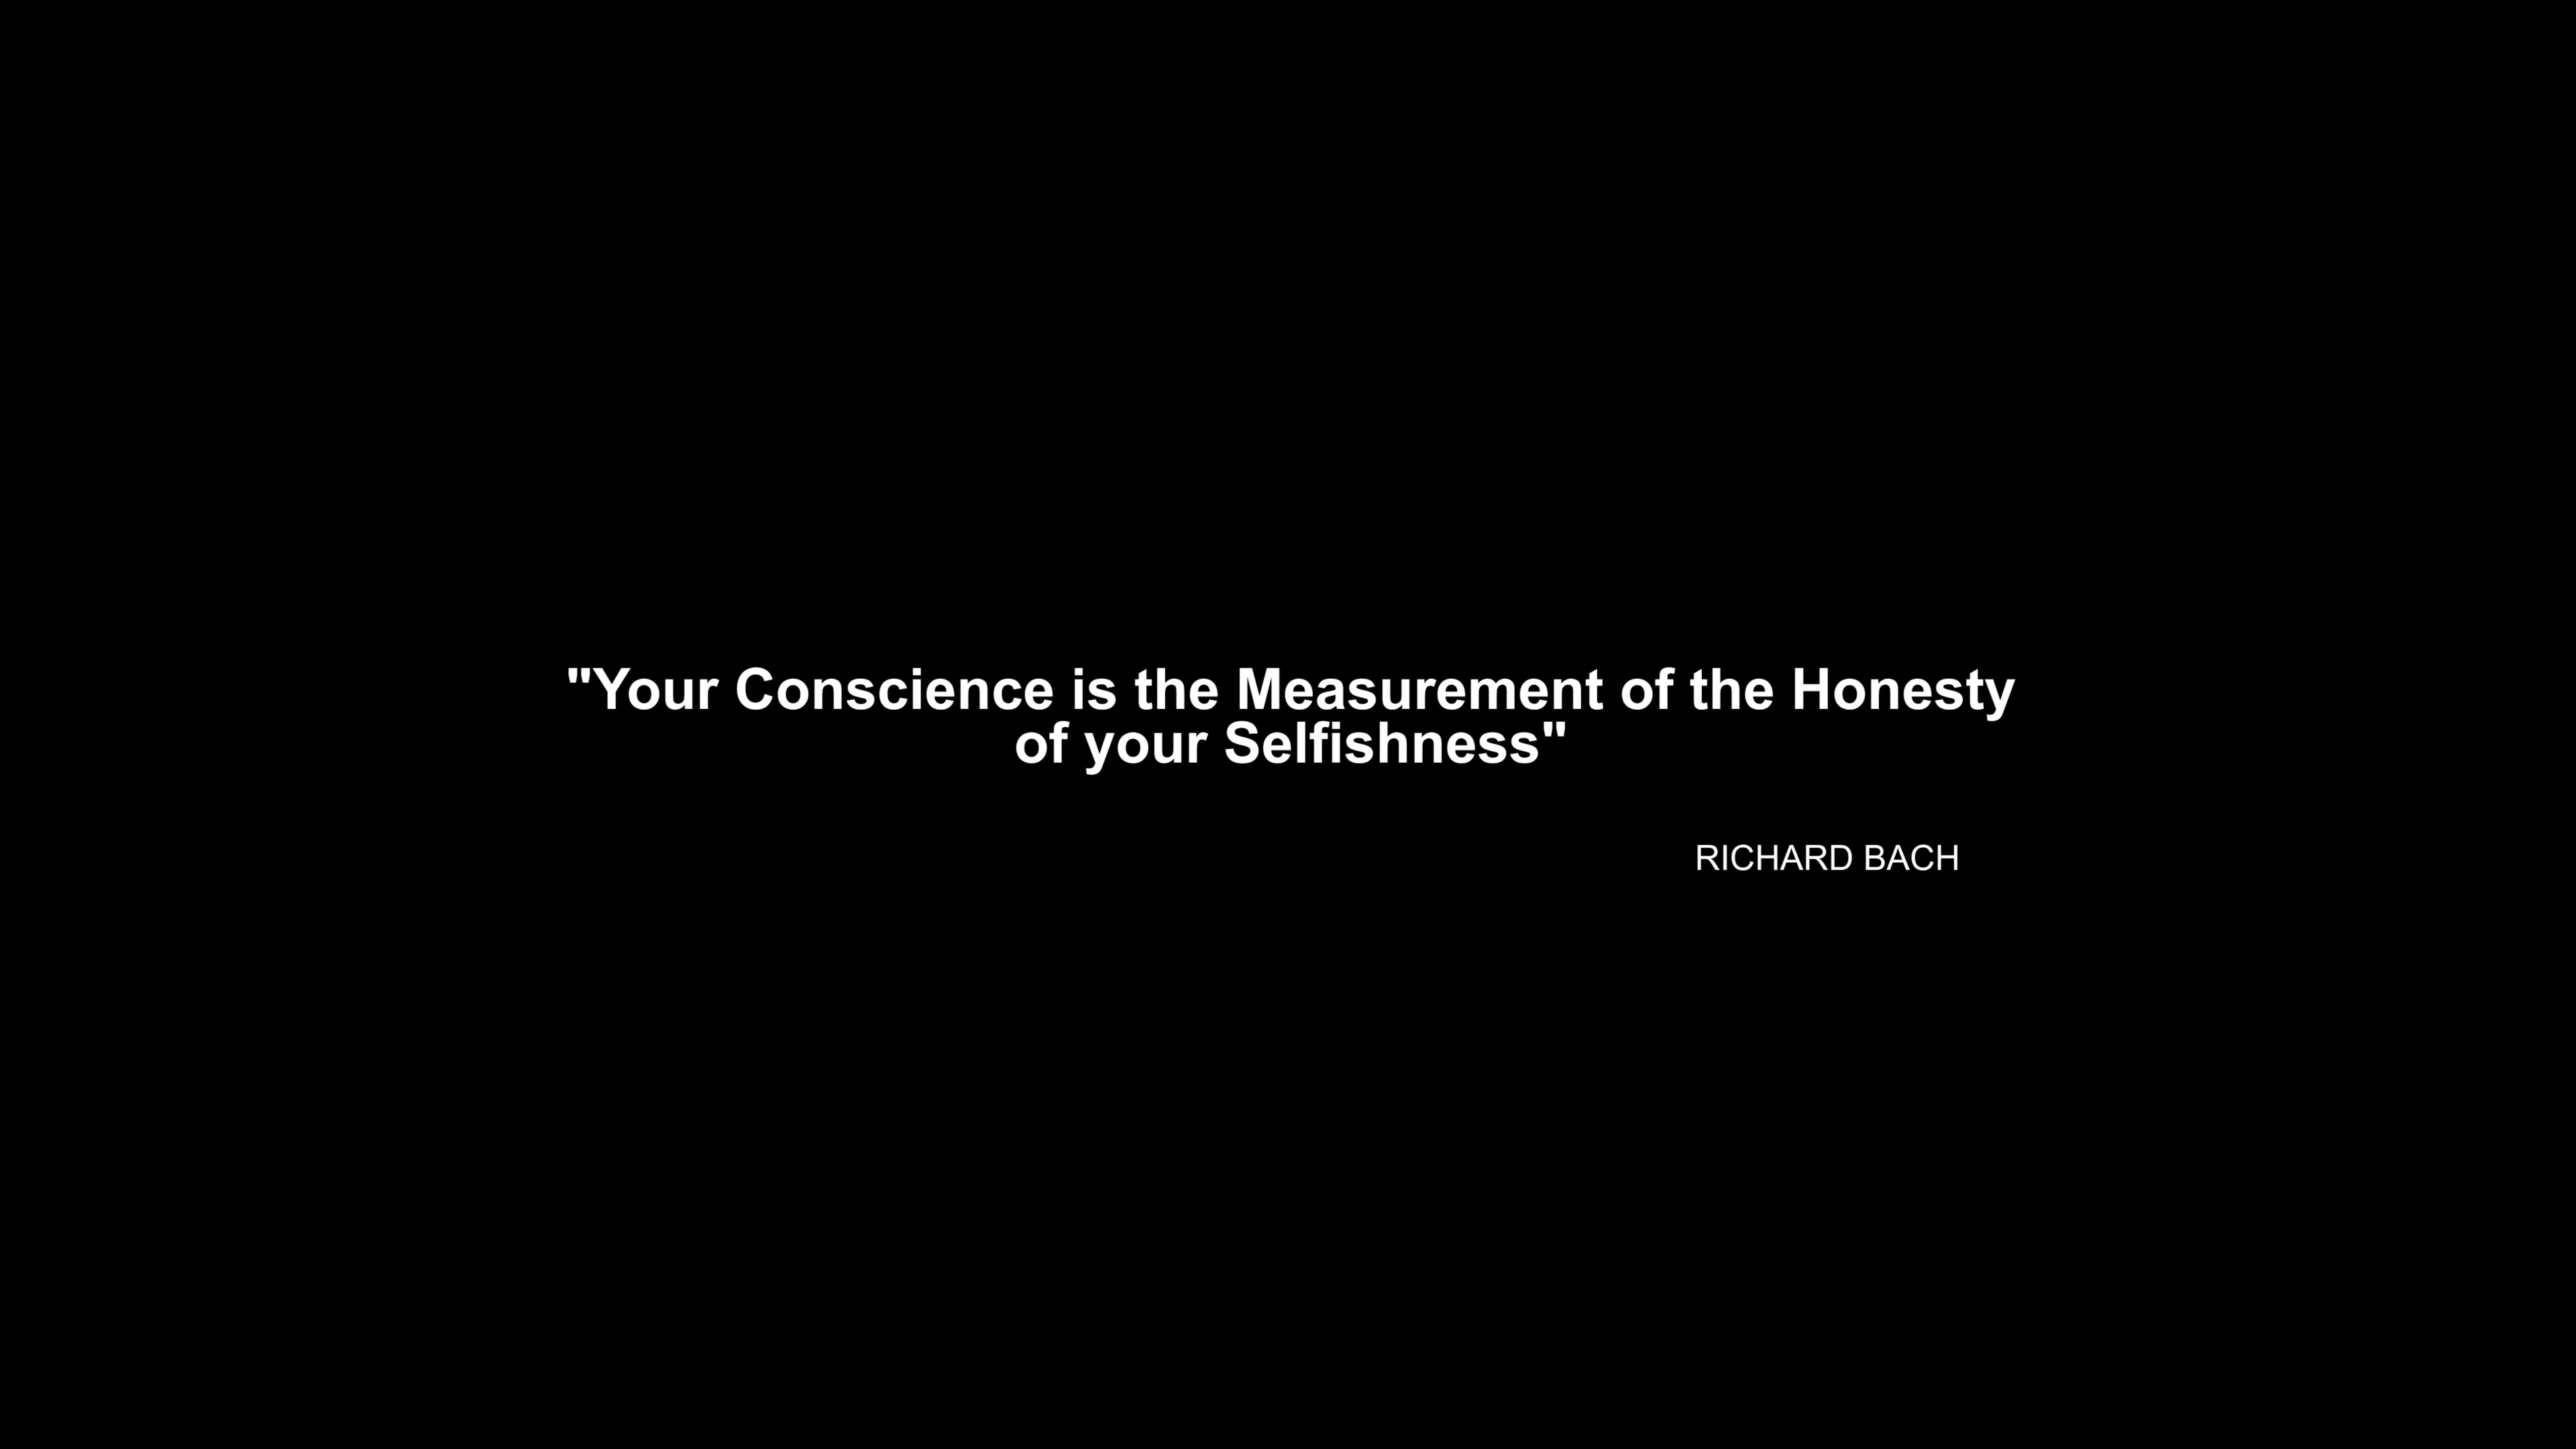 "Your Conscience is the Measurement of the Honesty
of your Selfishness"
RICHARD BACH